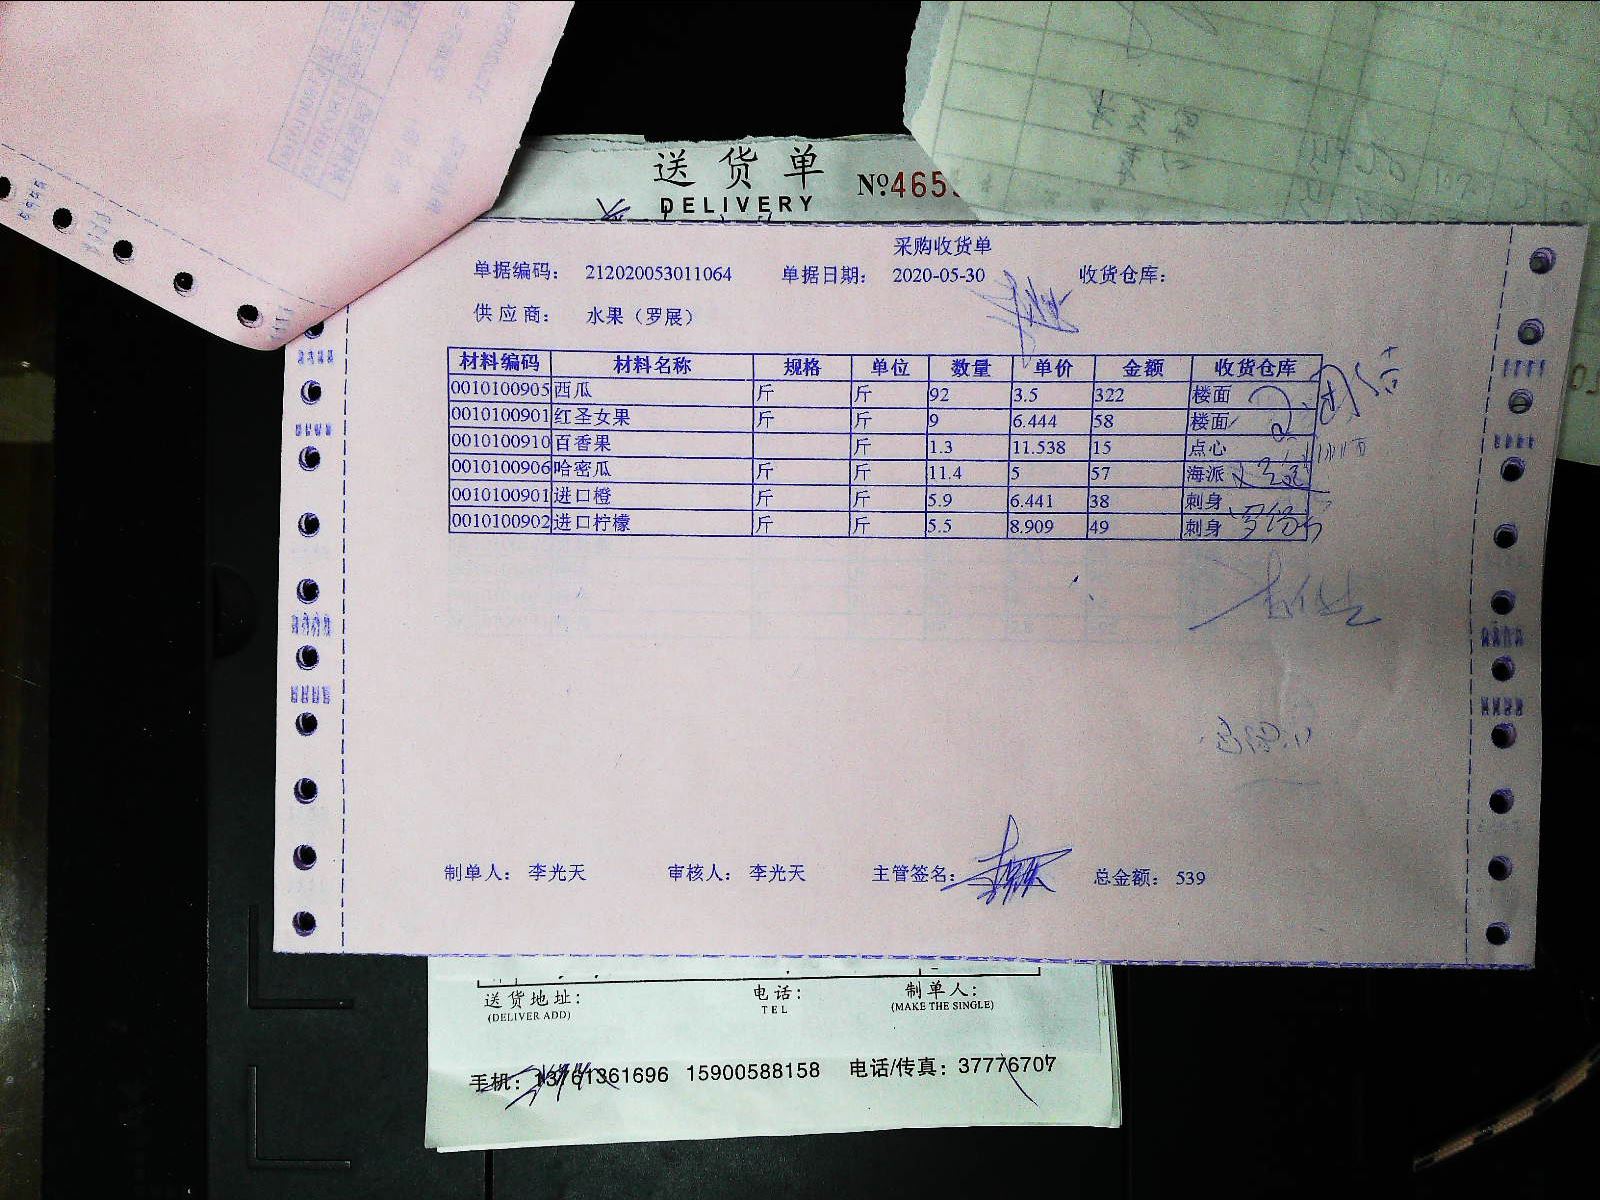 送货单
№465
DELIVERY
采购收货单
单据编码： 212020053011064 单据日期： 2020-05-30 收货仓库：
供应商： 水果（罗展）
材料编码 材料名称 规格 单位 数量 单价 金额 收货仓库
0010100905 西瓜 斤 斤 92 3.5 322 楼面
0010100901 红圣女果 斤 斤 9 6.444 58 楼面
0010100910 百香果 斤 1.3 11.538 15 点心
0010100906 哈密瓜 斤 斤 11.4 5 57 海派
0010100901 进口橙 斤 斤 5.9 6.441 38 刺身
0010100902 进口柠檬 斤 斤 5.5 8.909 49 刺身
制单人： 李光天 审核人： 李光天 主管签名： 总金额： 539
送货地址： 电话： 制单人：
(DELIVER ADD) TEL (MAKE THE SINGLE)
手机：13761361696 15900588158 电话/传真：37776707